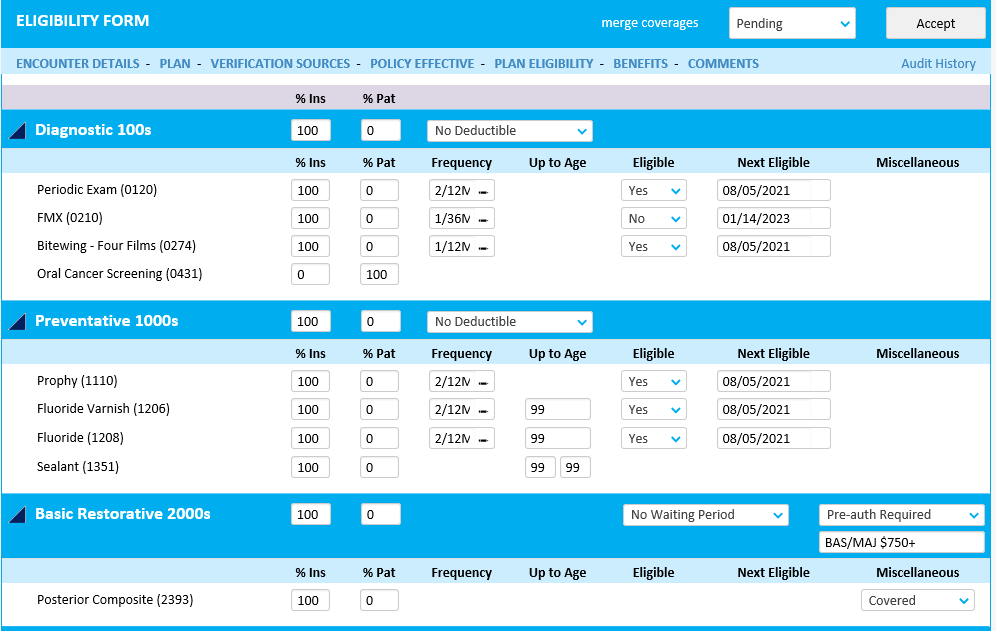 ELIGIBILITY FORM merge coverages Pending Accept
ENCOUNTER DETAILS - PLAN - VERIFICATION SOURCES - POLICY EFFECTIVE - PLAN ELIGIBILITY - BENEFITS - COMMENTS Audit History
% Ins % Pat
Diagnostic 100s 100 0 No Deductible
% Ins % Pat Frequency Up to Age Eligible Next Eligible Miscellaneous
Periodic Exam (0120) 100 0 2/12M Yes 08/05/2021
FMX (0210) 100 0 1/36M No 01/14/2023
Bitewing - Four Films (0274) 100 0 1/12M Yes 08/05/2021
Oral Cancer Screening (0431) 0 100
Preventative 1000s 100 0 No Deductible
% Ins % Pat Frequency Up to Age Eligible Next Eligible Miscellaneous
Prophy (1110) 100 0 2/12M Yes 08/05/2021
Fluoride Varnish (1206) 100 0 2/12M 99 Yes 08/05/2021
Fluoride (1208) 100 0 2/12M 99 Yes 08/05/2021
Sealant (1351) 100 0 99 99
Basic Restorative 2000s 100 0 No Waiting Period Pre-auth Required
BAS/MAJ $750+
% Ins % Pat Frequency Up to Age Eligible Next Eligible Miscellaneous
Posterior Composite (2393) 100 0 Covered